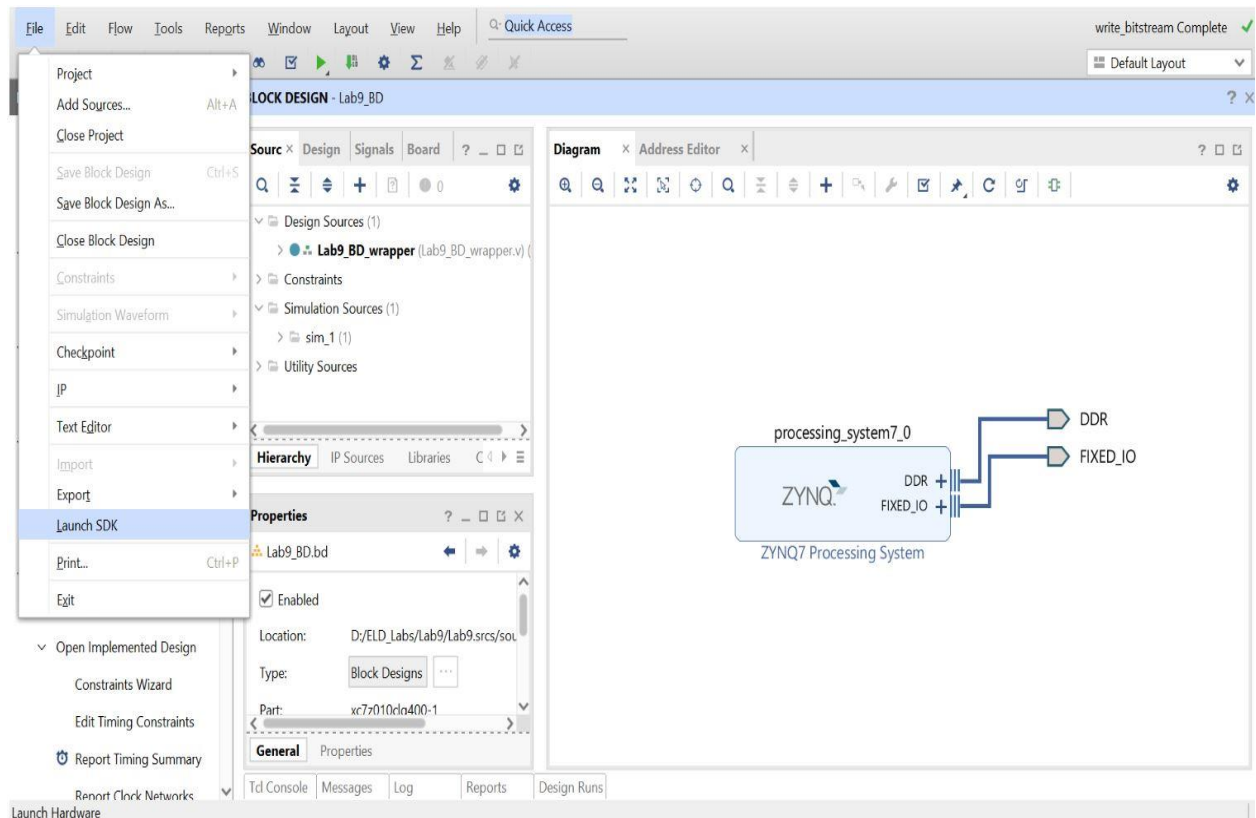 File Edit Flow Tools Reports Window Layout View Help Quick Access write_bitstream Complete
Default Layout
Project
Add Sources... Alt+A
Close Project
Save Block Design Ctrl+S
Save Block Design As...
Close Block Design
Constraints
Simulation Waveform
Checkpoint
IP
Text Editor
Import
Export
Launch SDK
Print... Ctrl+P
Exit
Open Implemented Design
Constraints Wizard
Edit Timing Constraints
Report Timing Summary
Report Clock Networks
Launch Hardware
BLOCK DESIGN - Lab9_BD
Sourc Design Signals Board
0
Design Sources (1)
Lab9_BD_wrapper (Lab9_BD_wrapper.v) (
Constraints
Simulation Sources (1)
sim_1 (1)
Utility Sources
Hierarchy IP Sources Libraries C
Properties
Lab9_BD.bd
Enabled
Location: D:/ELD_Labs/Lab9/Lab9.srcs/sou
Type: Block Designs ...
Part: xc7z010clg400-1
General Properties
Tcl Console Messages Log Reports Design Runs
Diagram Address Editor
processing_system7_0
DDR
FIXED_IO
ZYNQ
DDR
FIXED_IO
ZYNQ7 Processing System